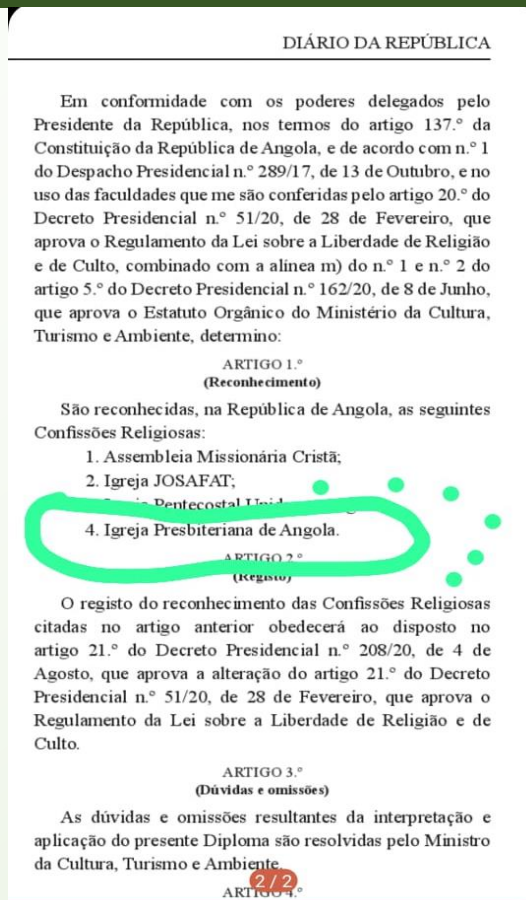 DIÁRIO DA REPÚBLICA
Em conformidade com os poderes delegados pelo
Presidente da República, nos termos do artigo 137.º da
Constituição da República de Angola, e de acordo com n.º 1
do Despacho Presidencial n.º 289/17, de 13 de Outubro, e no
uso das faculdades que me são conferidas pelo artigo 20.º do
Decreto Presidencial n.º 51/20, de 28 de Fevereiro, que
aprova o Regulamento da Lei sobre a Liberdade de Religião
e de Culto, combinado com a alínea m) do n.º 1 e n.º 2 do
artigo 5.º do Decreto Presidencial n.º 162/20, de 8 de Junho,
que aprova o Estatuto Orgânico do Ministério da Cultura,
Turismo e Ambiente, determino:
ARTIGO 1.º
(Reconhecimento)
São reconhecidas, na República de Angola, as seguintes
Confissões Religiosas:
1. Assembleia Missionária Cristã;
2. Igreja JOSAFAT;
Pentecostal
4. Igreja Presbiteriana de Angola.
ARTIGO 2.º
(Registo)
O registo do reconhecimento das Confissões Religiosas
citadas no artigo anterior obedecerá ao disposto no
artigo 21.º do Decreto Presidencial n.º 208/20, de 4 de
Agosto, que aprova a alteração do artigo 21.º do Decreto
Presidencial n.º 51/20, de 28 de Fevereiro, que aprova o
Regulamento da Lei sobre a Liberdade de Religião e de
Culto.
ARTIGO 3.º
(Dúvidas e omissões)
As dúvidas e omissões resultantes da interpretação e
aplicação do presente Diploma são resolvidas pelo Ministro
da Cultura, Turismo e Ambiente.
2/2
ARTIGO 4.º